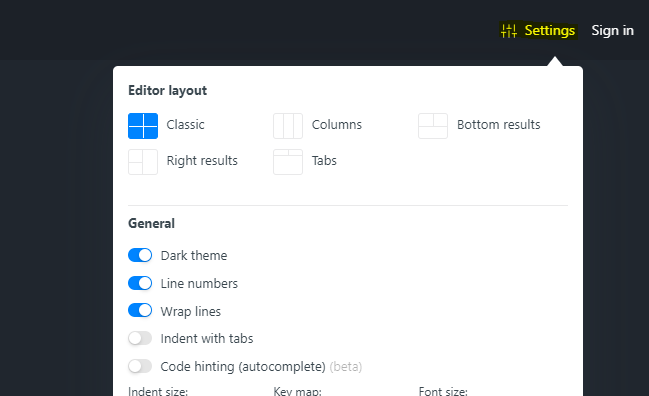 Settings Sign in
Editor layout
Classic Columns Bottom results
Right results Tabs
General
Dark theme
Line numbers
Wrap lines
Indent with tabs
Code hinting (autocomplete) (beta)
Indent size: Key map: Font size: